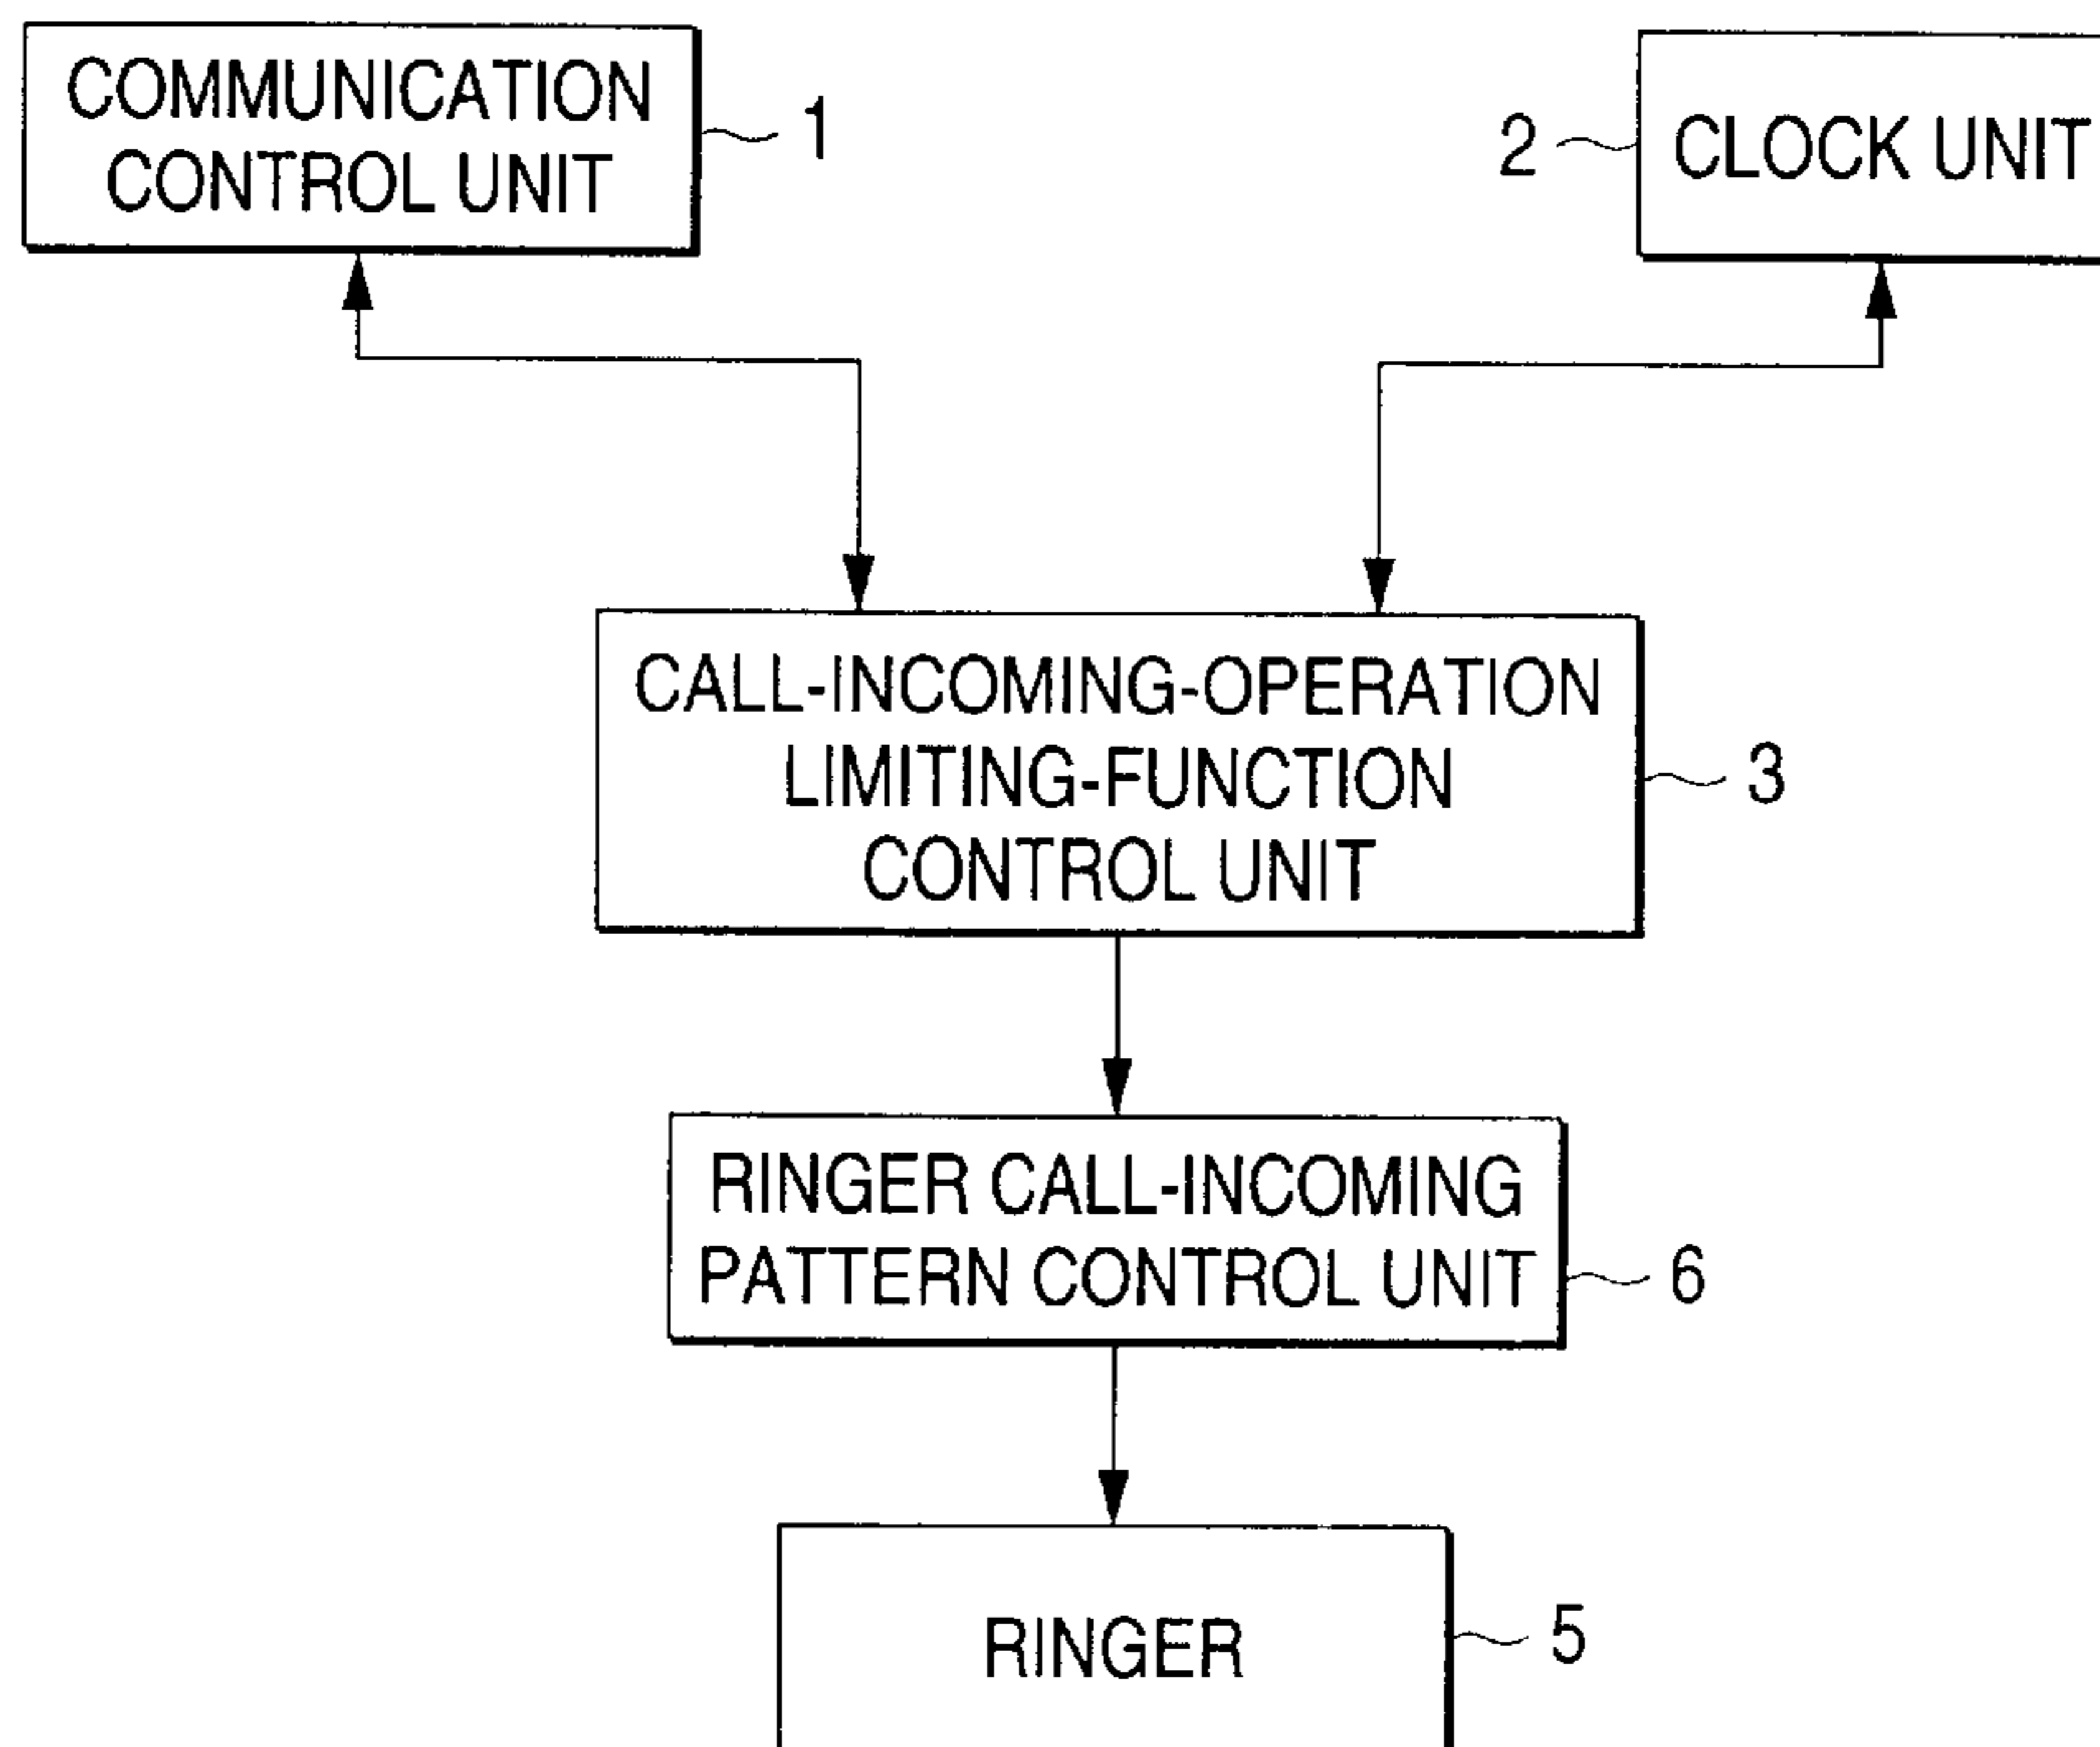 COMMUNICATION
CONTROL UNIT
1
2
CLOCK UNIT
CALL-INCOMING-OPERATION
LIMITING-FUNCTION
CONTROL UNIT
3
RINGER CALL-INCOMING
PATTERN CONTROL UNIT
6
RINGER
5